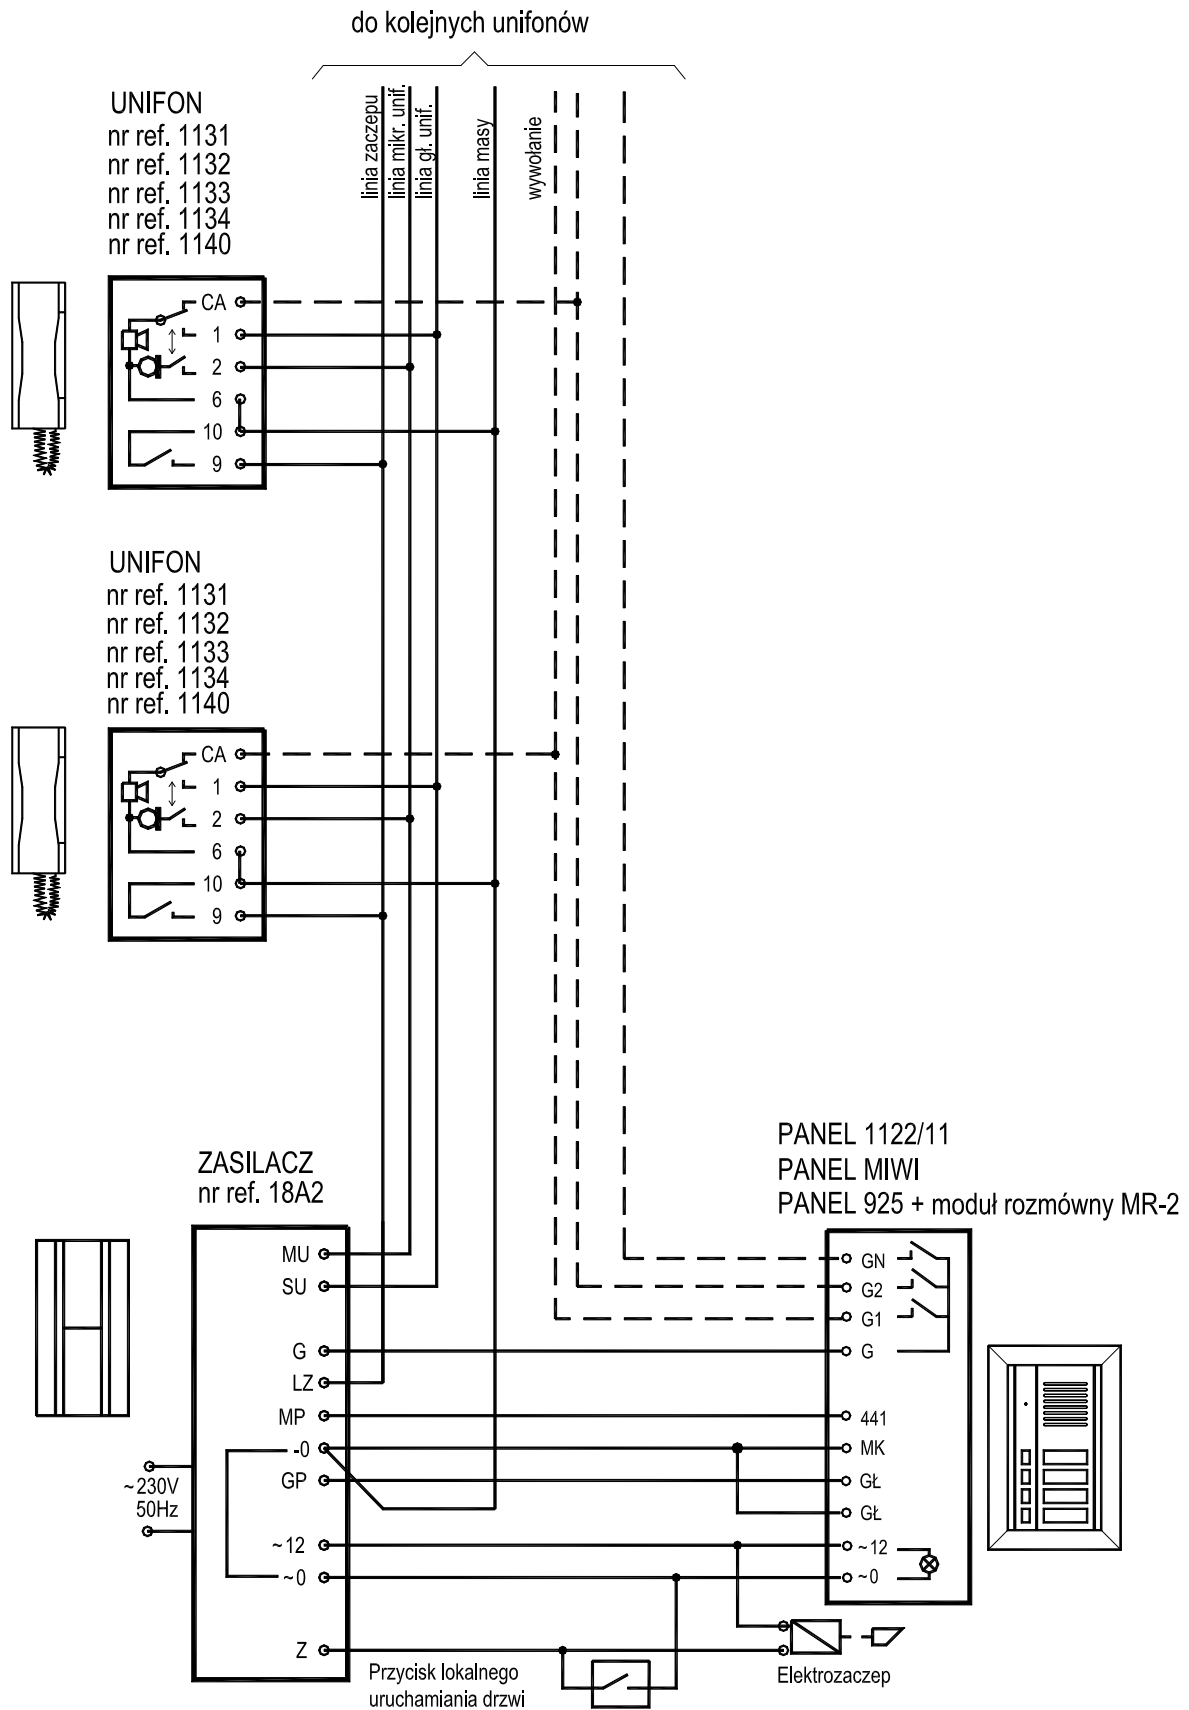 do kolejnych unifonów
linia zaczepu
linia mikr. unif.
linia gł. unif.
linia masy
wywołanie
UNIFON
nr ref. 1131
nr ref. 1132
nr ref. 1133
nr ref. 1134
nr ref. 1140
CA
1
2
6
10
9
UNIFON
nr ref. 1131
nr ref. 1132
nr ref. 1133
nr ref. 1134
nr ref. 1140
CA
1
2
6
10
9
ZASILACZ
nr ref. 18A2
MU
SU
G
LZ
MP
-0
GP
~12
~0
Z
~230V
50Hz
PANEL 1122/11
PANEL MIWI
PANEL 925 + moduł rozmówny MR-2
GN
G2
G1
G
441
MK
GŁ
GŁ
~12
~0
Przycisk lokalnego
uruchamiania drzwi
Elektrozaczep